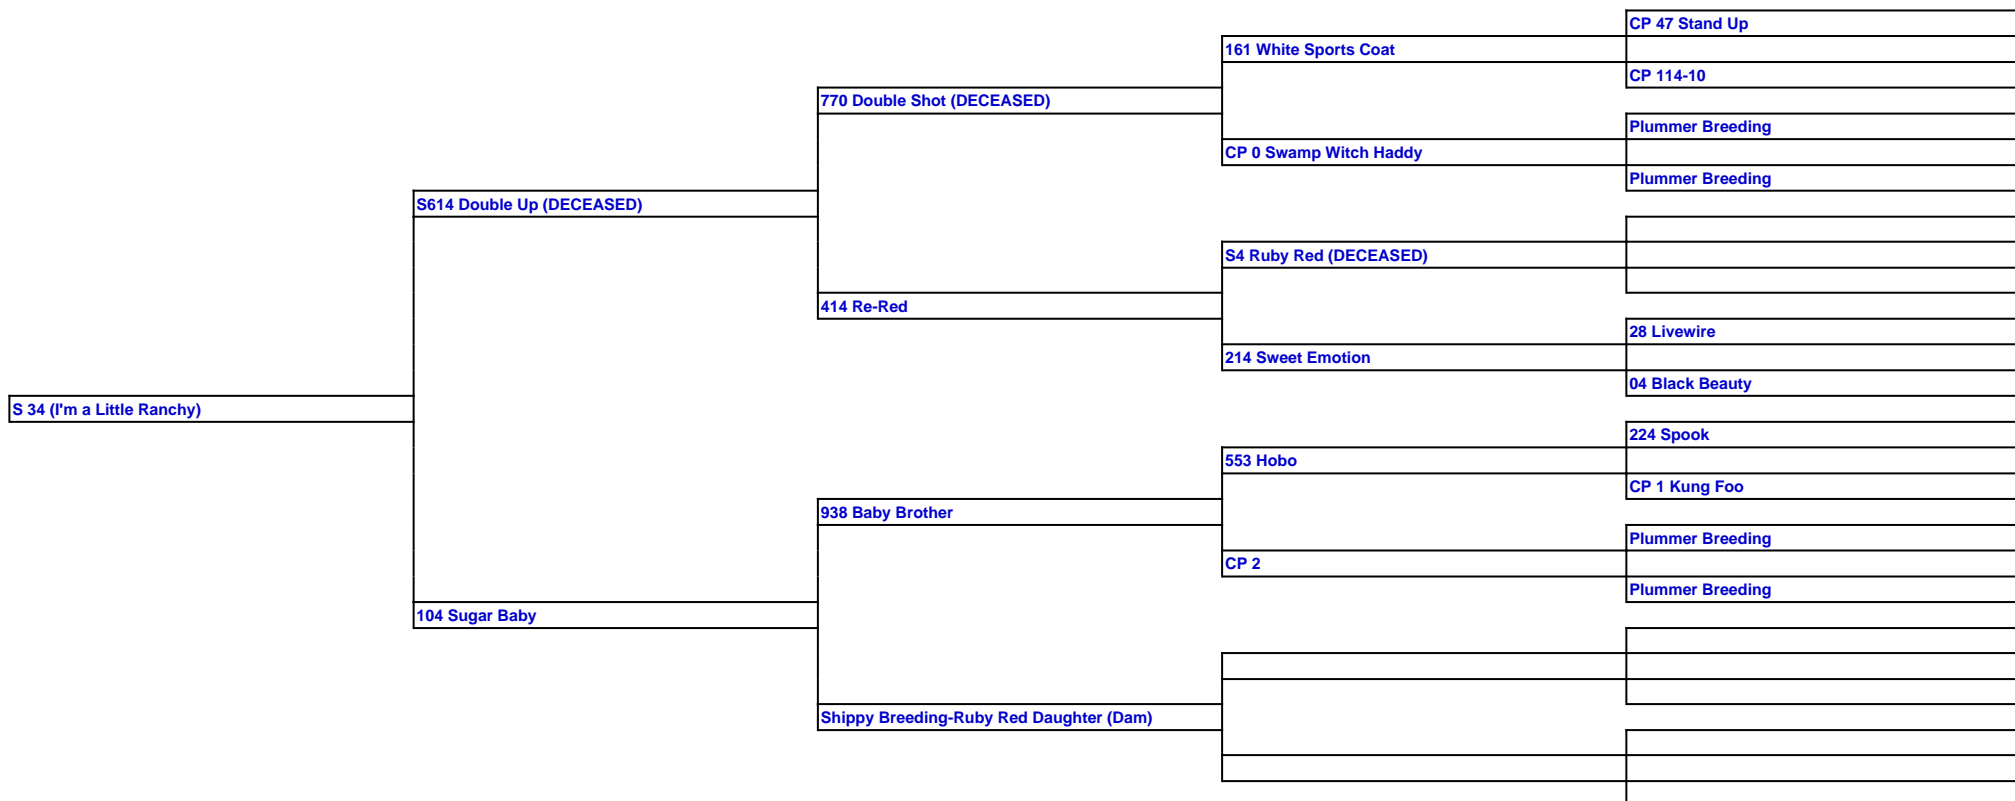 CP 47 Stand Up
161 White Sports Coat
CP 114-10
770 Double Shot (DECEASED)
Plummer Breeding
CP 0 Swamp Witch Haddy
Plummer Breeding
S614 Double Up (DECEASED)
S4 Ruby Red (DECEASED)
414 Re-Red
28 Livewire
214 Sweet Emotion
04 Black Beauty
S 34 (I'm a Little Ranchy)
224 Spook
553 Hobo
CP 1 Kung Foo
938 Baby Brother
Plummer Breeding
CP 2
Plummer Breeding
104 Sugar Baby
Shippy Breeding-Ruby Red Daughter (Dam)